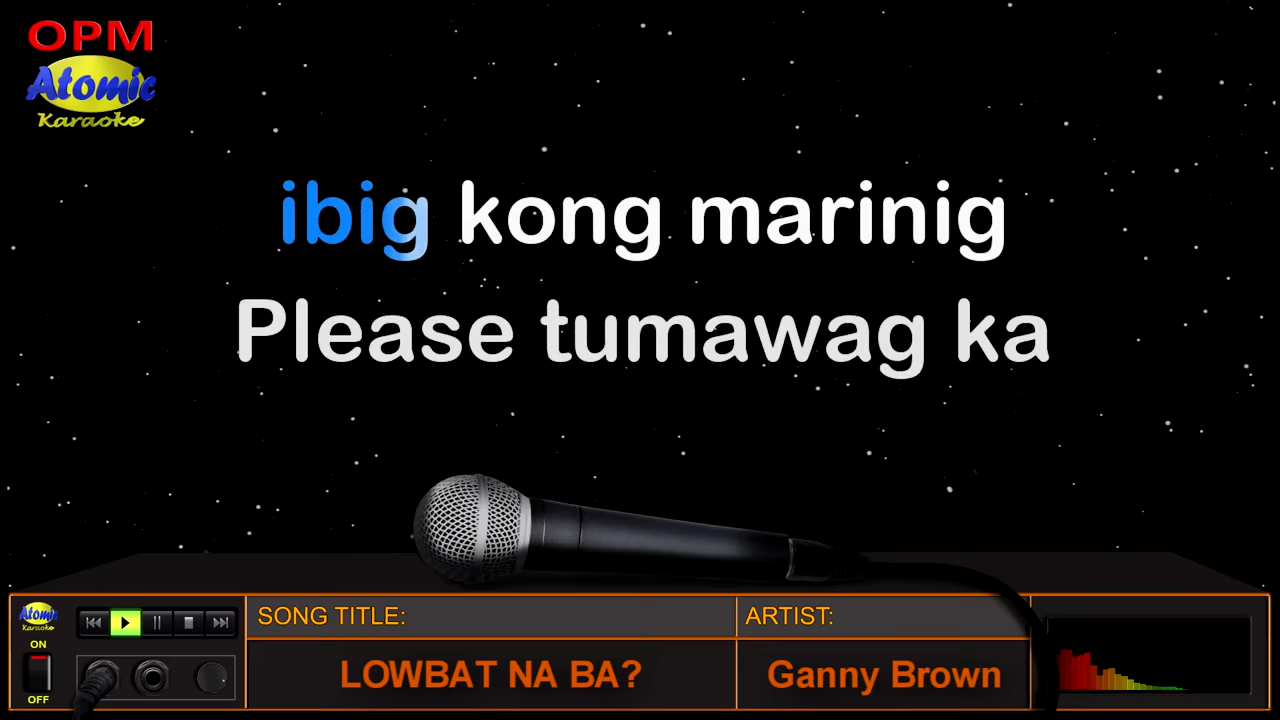 OPM
Atomic
Karaoke
ibig kong marinig
Please tumawag ka
Atomic
Karaoke
ON
OFF
SONG TITLE:
ARTIST:
LOWBAT NA BA?
Ganny Brown